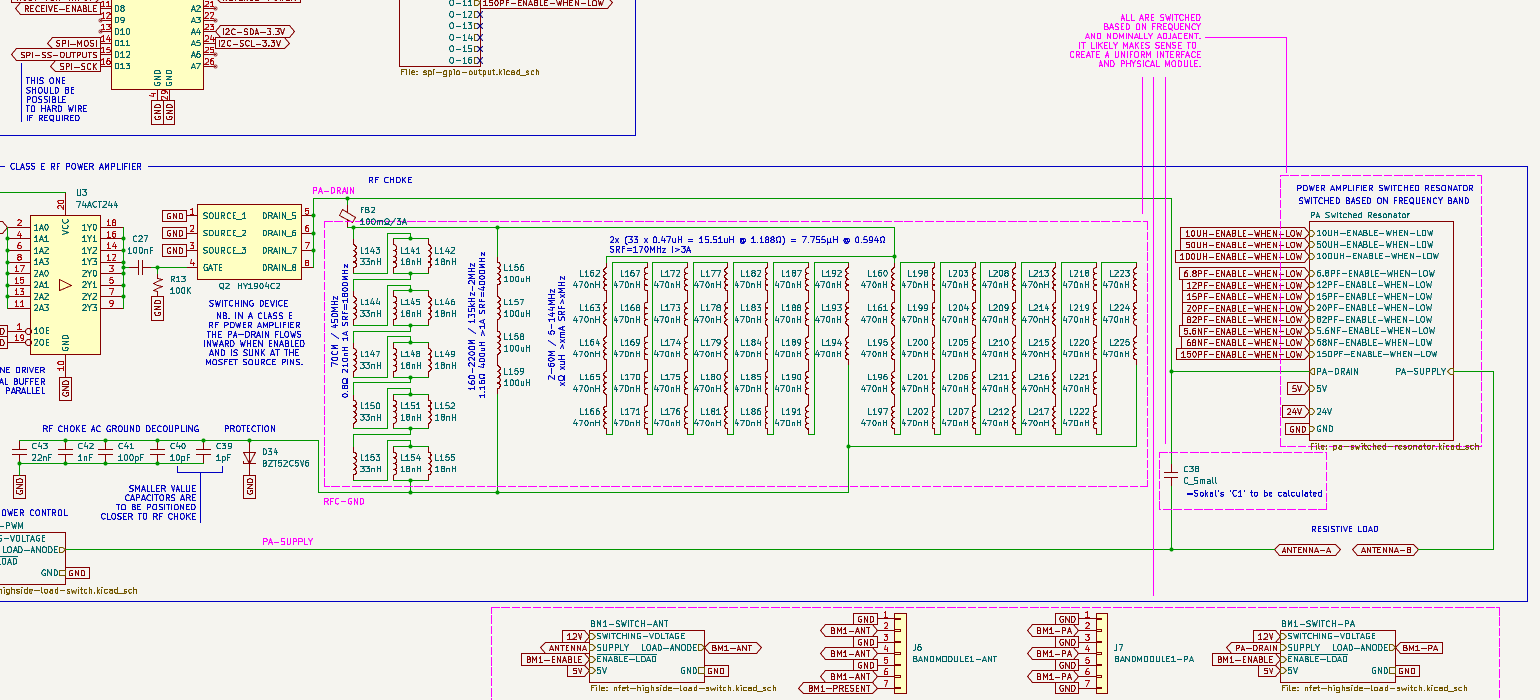 RECEIVE-ENABLE
11
D8
D9
D10
D11
D12
D13
12
13
14
15
16
SPI-MOSI
SPI-SS-OUTPUTS
SPI-SCK
A2
A3
A4
A5
A6
A7
21
22
23
24
25
26
I2C-SDA-3.3V
I2C-SCL-3.3V
GND
GND
4
29
GND
GND
THIS ONE
SHOULD BE
POSSIBLE
TO HARD WIRE
IF REQUIRED
O-11
O-12
O-13
O-14
O-15
O-16
150PF-ENABLE-WHEN-LOW
File: spi-gpio-output.kicad_sch
ALL ARE SWITCHED
BASED ON FREQUENCY
AND NOMINALLY ADJACENT.
IT LIKELY MAKES SENSE TO
CREATE A UNIFORM INTERFACE
AND PHYSICAL MODULE.
CLASS E RF POWER AMPLIFIER
U3
74ACT244
20
VCC
2
4
6
8
17
15
13
11
1A0
1A1
1A2
1A3
2A0
2A1
2A2
2A3
1Y0
1Y1
1Y2
1Y3
2Y0
2Y1
2Y2
2Y3
18
16
14
12
3
5
7
9
1
19
1OE
2OE
GND
10
GND
C27
100nF
R13
100K
GND
GND
GND
GND
1
2
3
4
SOURCE_1
SOURCE_2
SOURCE_3
GATE
DRAIN_5
DRAIN_6
DRAIN_7
DRAIN_8
5
6
7
8
Q2 HY1904C2
SWITCHING DEVICE
NB. IN A CLASS E
RF POWER AMPLIFIER
THE PA-DRAIN FLOWS
INWARD WHEN ENABLED
AND IS SUNK AT THE
MOSFET SOURCE PINS.
NE DRIVER
AL BUFFER
PARALLEL
RF CHOKE
PA-DRAIN
FB2
100mΩ/3A
70CM / 450MHz
0.8Ω 210nH 1A SRF=1800MHz
L143
33nH
L141
18nH
L142
18nH
L144
33nH
L145
18nH
L146
18nH
L147
33nH
L148
18nH
L149
18nH
L150
33nH
L151
18nH
L152
18nH
L153
33nH
L154
18nH
L155
18nH
160-2200M / 135kHz-2MHz
1.16Ω 400uH >1A SRF=400MHz
L156
100uH
L157
100uH
L158
100uH
L159
100uH
2-60M / 6-144MHz
xΩ xuH >xmA SRF>xMHz
2x (33 x 0.47uH = 15.51uH @ 1.188Ω) = 7.755µH @ 0.594Ω
SRF=170MHz I>3A
L162 L167 L172 L177 L182 L187 L192 L160 L198 L203 L208 L213 L218 L223
470nH 470nH 470nH 470nH 470nH 470nH 470nH 470nH 470nH 470nH 470nH 470nH 470nH 470nH
L163 L168 L173 L178 L183 L188 L193 L161 L199 L204 L209 L214 L219 L224
470nH 470nH 470nH 470nH 470nH 470nH 470nH 470nH 470nH 470nH 470nH 470nH 470nH 470nH
L164 L169 L174 L179 L184 L189 L194 L195 L200 L205 L210 L215 L220 L225
470nH 470nH 470nH 470nH 470nH 470nH 470nH 470nH 470nH 470nH 470nH 470nH 470nH 470nH
L165 L170 L175 L180 L185 L190 L196 L201 L206 L211 L216 L221
470nH 470nH 470nH 470nH 470nH 470nH 470nH 470nH 470nH 470nH 470nH 470nH
L166 L171 L176 L181 L186 L191 L197 L202 L207 L212 L217 L222
470nH 470nH 470nH 470nH 470nH 470nH 470nH 470nH 470nH 470nH 470nH 470nH
RFC-GND
RF CHOKE AC GROUND DECOUPLING
PROTECTION
C43
22nF
C42
1nF
C41
100pF
C40
10pF
C39
1pF
D34
BZT52C5V6
GND
GND
SMALLER VALUE
CAPACITORS ARE
TO BE POSITIONED
CLOSER TO RF CHOKE
OWER CONTROL
-PWM
G-VOLTAGE
LOAD-ANODE
LOAD
GND
GND
highside-load-switch.kicad_sch
PA-SUPPLY
POWER AMPLIFIER SWITCHED RESONATOR
SWITCHED BASED ON FREQUENCY BAND
PA Switched Resonator
10UH-ENABLE-WHEN-LOW 10UH-ENABLE-WHEN-LOW
50UH-ENABLE-WHEN-LOW 50UH-ENABLE-WHEN-LOW
100UH-ENABLE-WHEN-LOW 100UH-ENABLE-WHEN-LOW
6.8PF-ENABLE-WHEN-LOW 6.8PF-ENABLE-WHEN-LOW
12PF-ENABLE-WHEN-LOW 12PF-ENABLE-WHEN-LOW
15PF-ENABLE-WHEN-LOW 15PF-ENABLE-WHEN-LOW
20PF-ENABLE-WHEN-LOW 20PF-ENABLE-WHEN-LOW
82PF-ENABLE-WHEN-LOW 82PF-ENABLE-WHEN-LOW
5.6NF-ENABLE-WHEN-LOW 5.6NF-ENABLE-WHEN-LOW
68NF-ENABLE-WHEN-LOW 68NF-ENABLE-WHEN-LOW
150PF-ENABLE-WHEN-LOW 150PF-ENABLE-WHEN-LOW
PA-DRAIN PA-SUPPLY
5V 5V
24V 24V
GND GND
File: pa_switched_resonator.kicad_sch
C38
C_Small
~Sokal's 'C1' to be calculated
RESISTIVE LOAD
ANTENNA-A
ANTENNA-B
BM1-SWITCH-ANT
12V SWITCHING-VOLTAGE
ANTENNA SUPPLY LOAD-ANODE BM1-ANT
BM1-ENABLE ENABLE-LOAD
5V 5V GND GND
File: nfet-highside-load-switch.kicad_sch
GND 1
BM1-ANT 2
GND 3
BM1-ANT 4
GND 5
BM1-ANT 6
BM1-PRESENT 7
J6
BANDMODULE1-ANT
GND 1
BM1-PA 2
GND 3
BM1-PA 4
GND 5
BM1-PA 6
GND 7
J7
BANDMODULE1-PA
BM1-SWITCH-PA
12V SWITCHING-VOLTAGE
PA-DRAIN SUPPLY LOAD-ANODE BM1-PA
BM1-ENABLE ENABLE-LOAD
5V 5V GND GND
File: nfet-highside-load-switch.kicad_sch